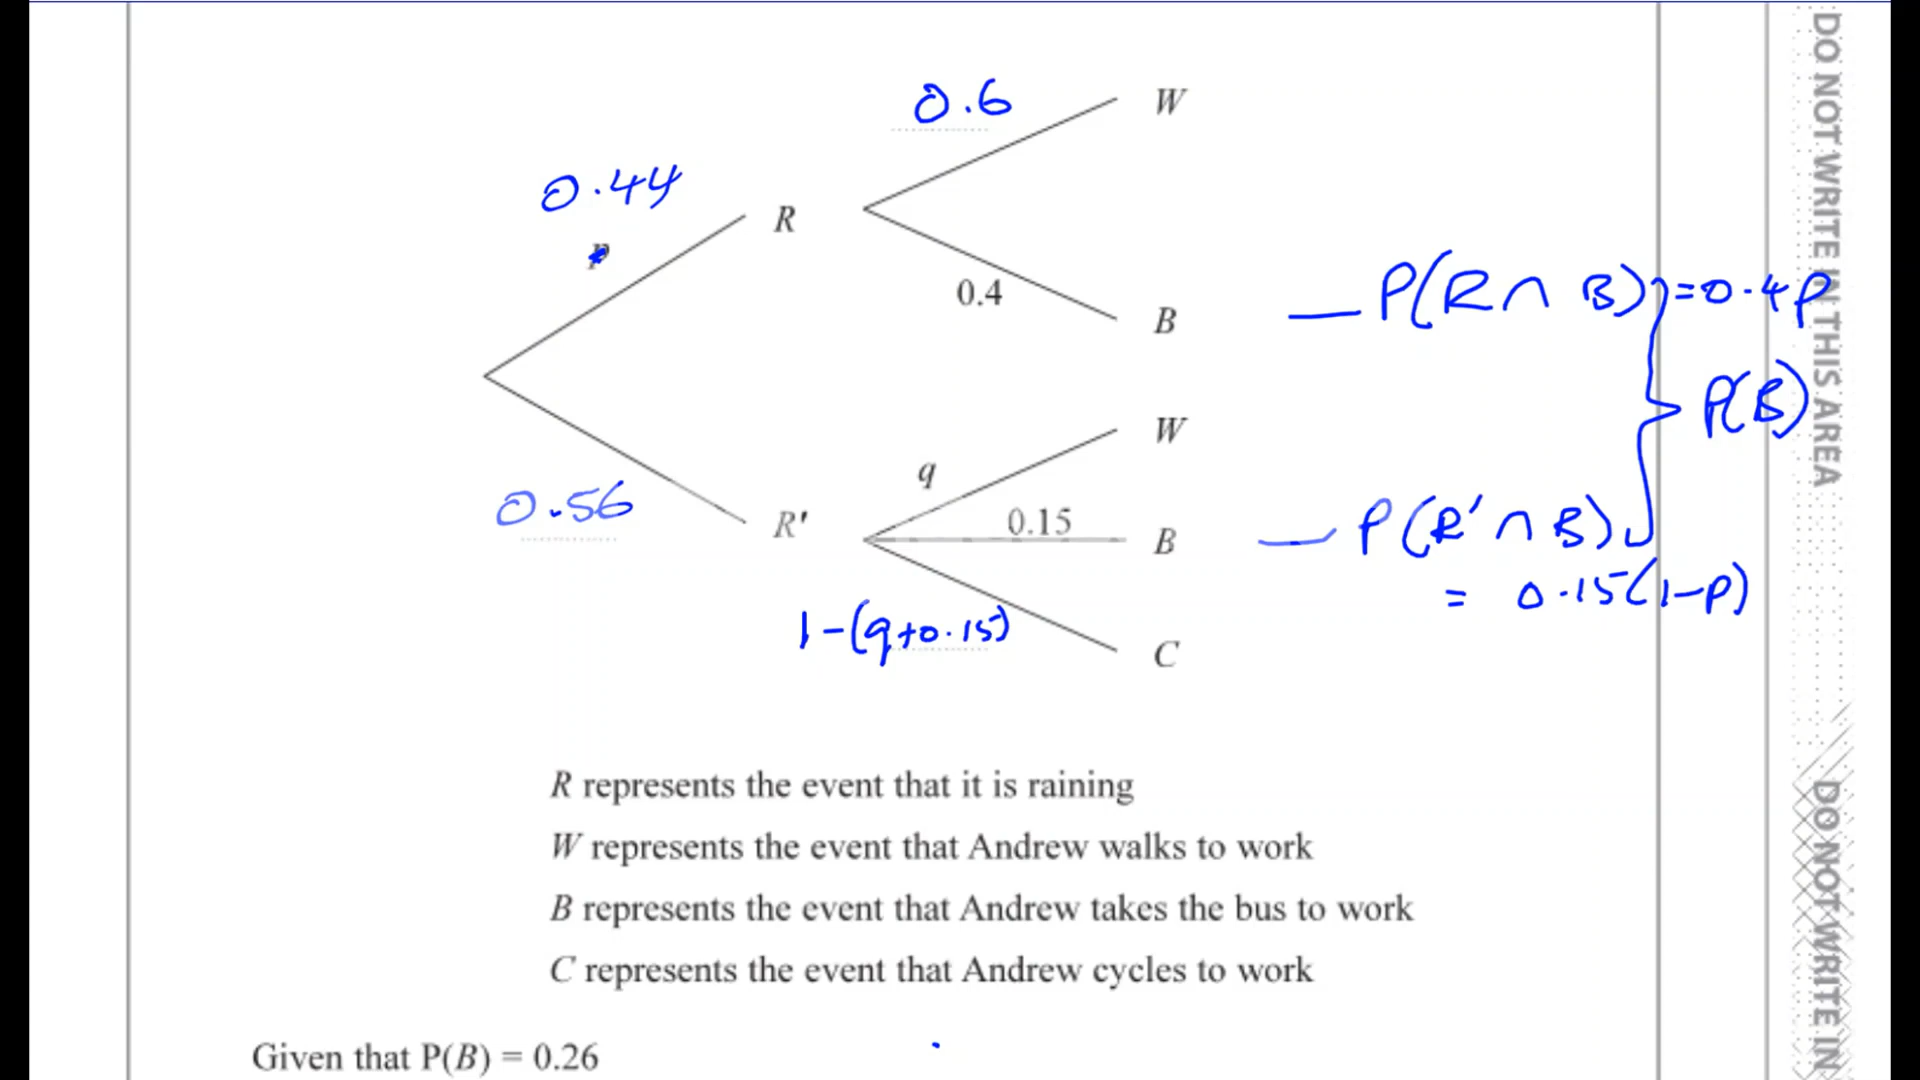 0.6
W
0.44
R
p
0.4
B
P(R∩B) = 0.4p
P(B)
W
q
0.56
R'
0.15
B
P(R'∩B)
= 0.15(1-p)
1-(q+0.15)
C
R represents the event that it is raining
W represents the event that Andrew walks to work
B represents the event that Andrew takes the bus to work
C represents the event that Andrew cycles to work
Given that P(B) = 0.26
DO NOT WRITE IN THIS AREA
DO NOT WRITE IN